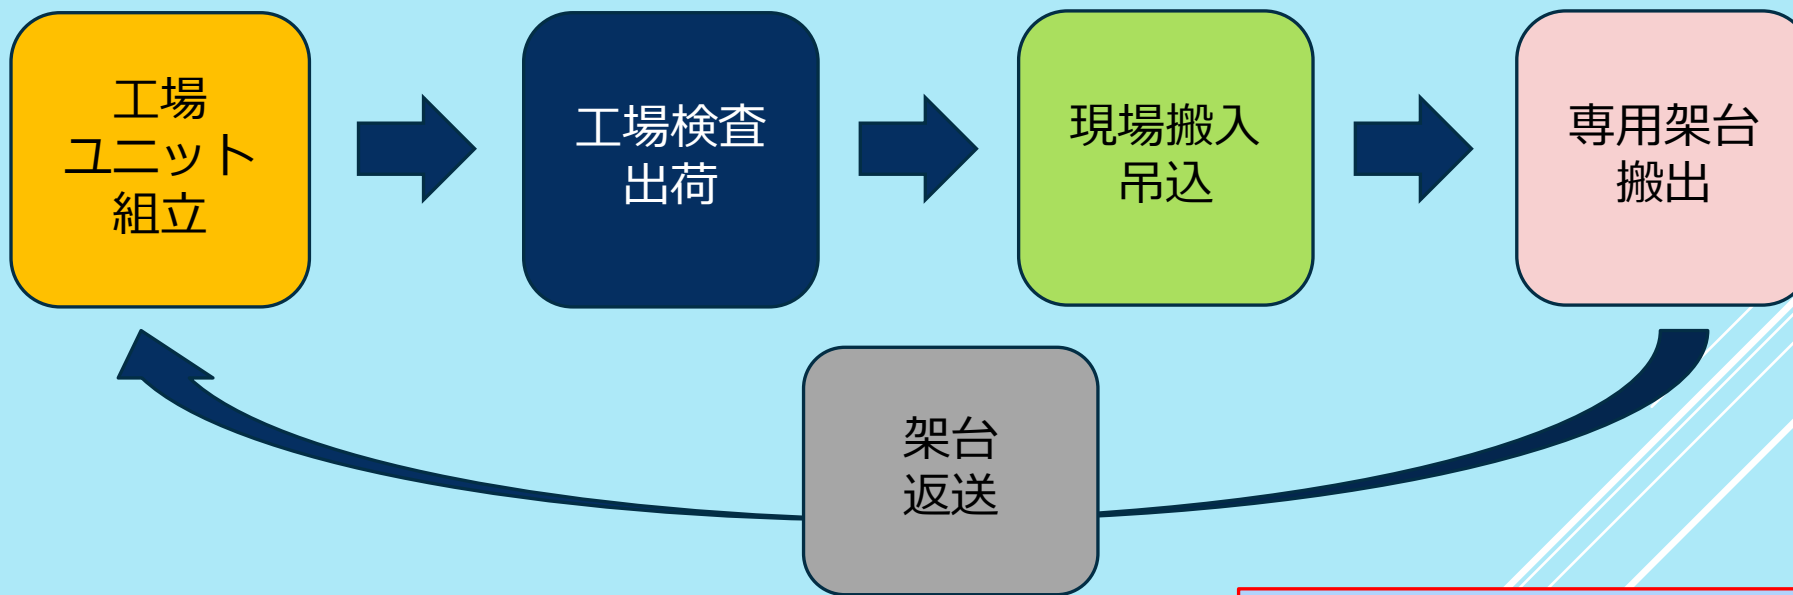 工場
ユニット
組立
工場検査
出荷
現場搬入
吊込
専用架台
搬出
架台
返送